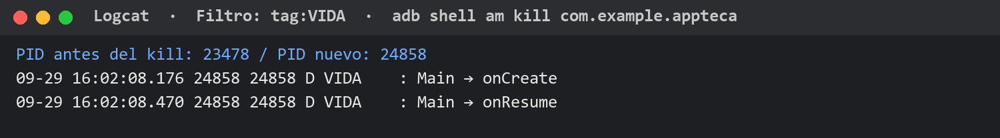 Logcat · Filtro: tag:VIDA · adb shell am kill com.example.appteca
PID antes del kill: 23478 / PID nuevo: 24858
09-29 16:02:08.176 24858 24858 D VIDA    : Main → onCreate
09-29 16:02:08.470 24858 24858 D VIDA    : Main → onResume